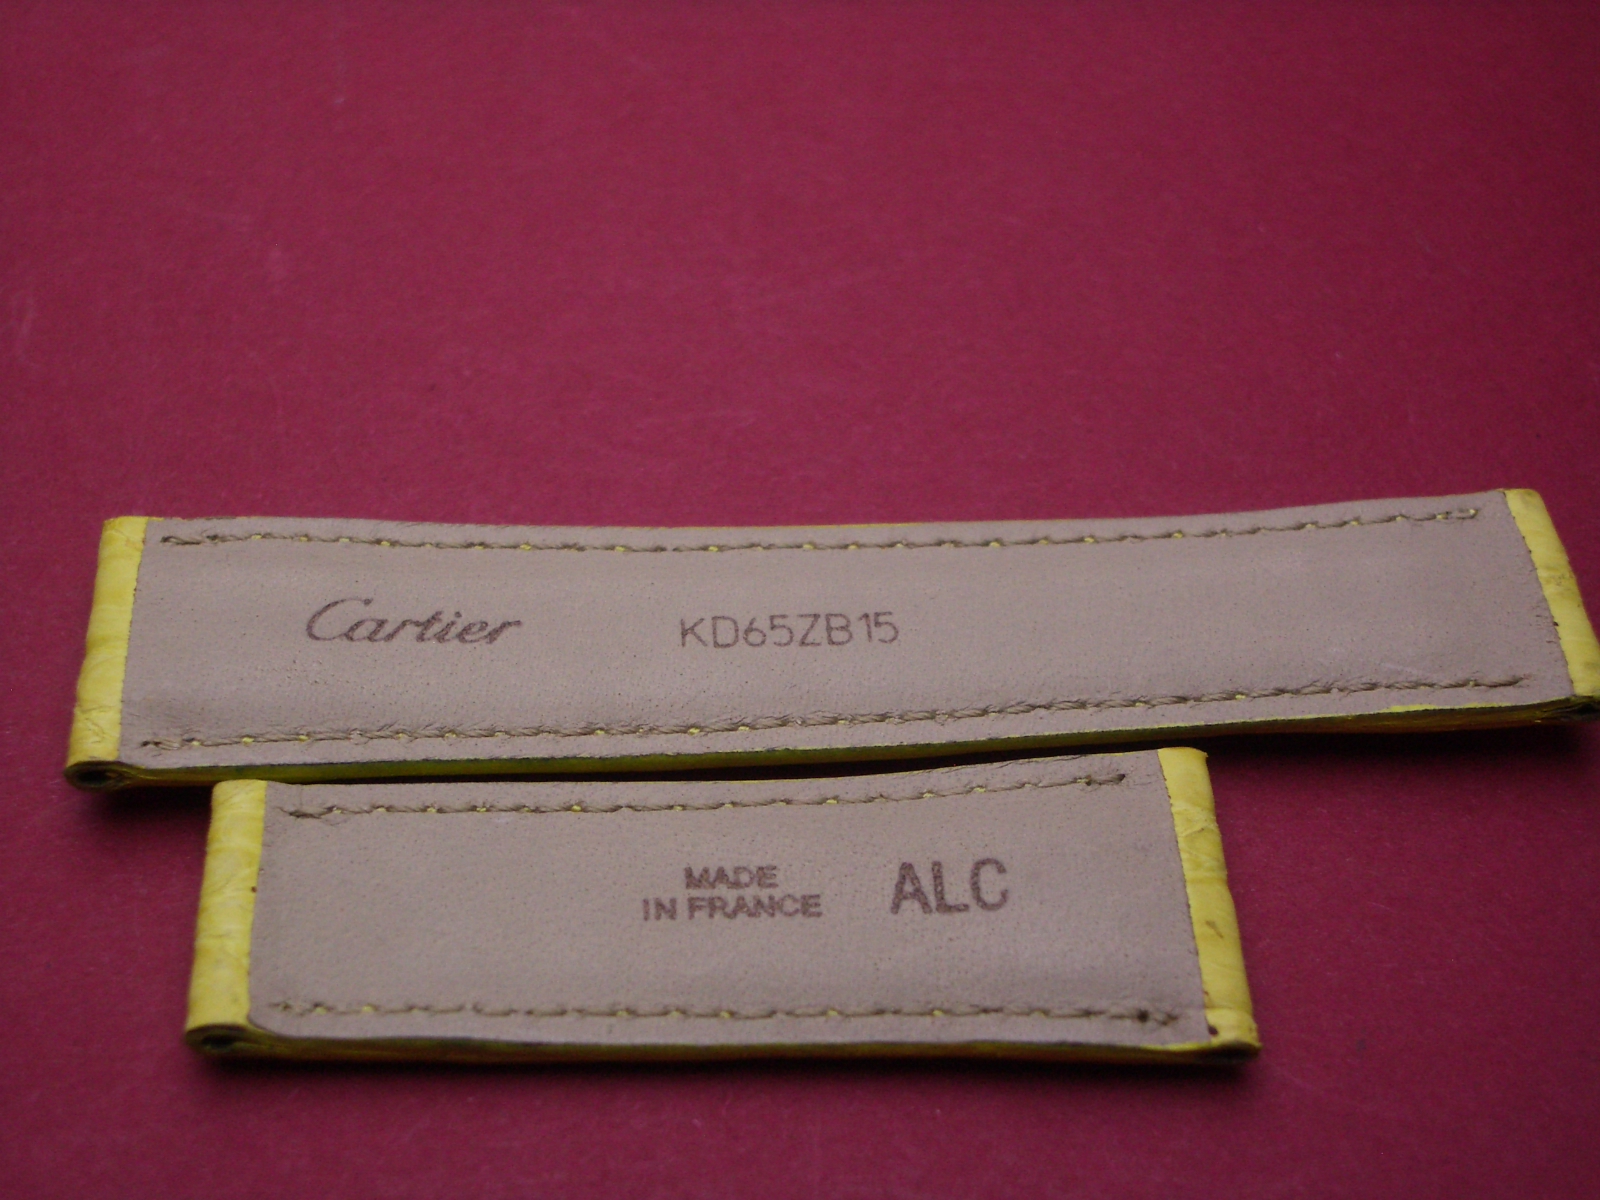 Cartier KD65ZB15
MADE
IN FRANCE
ALC